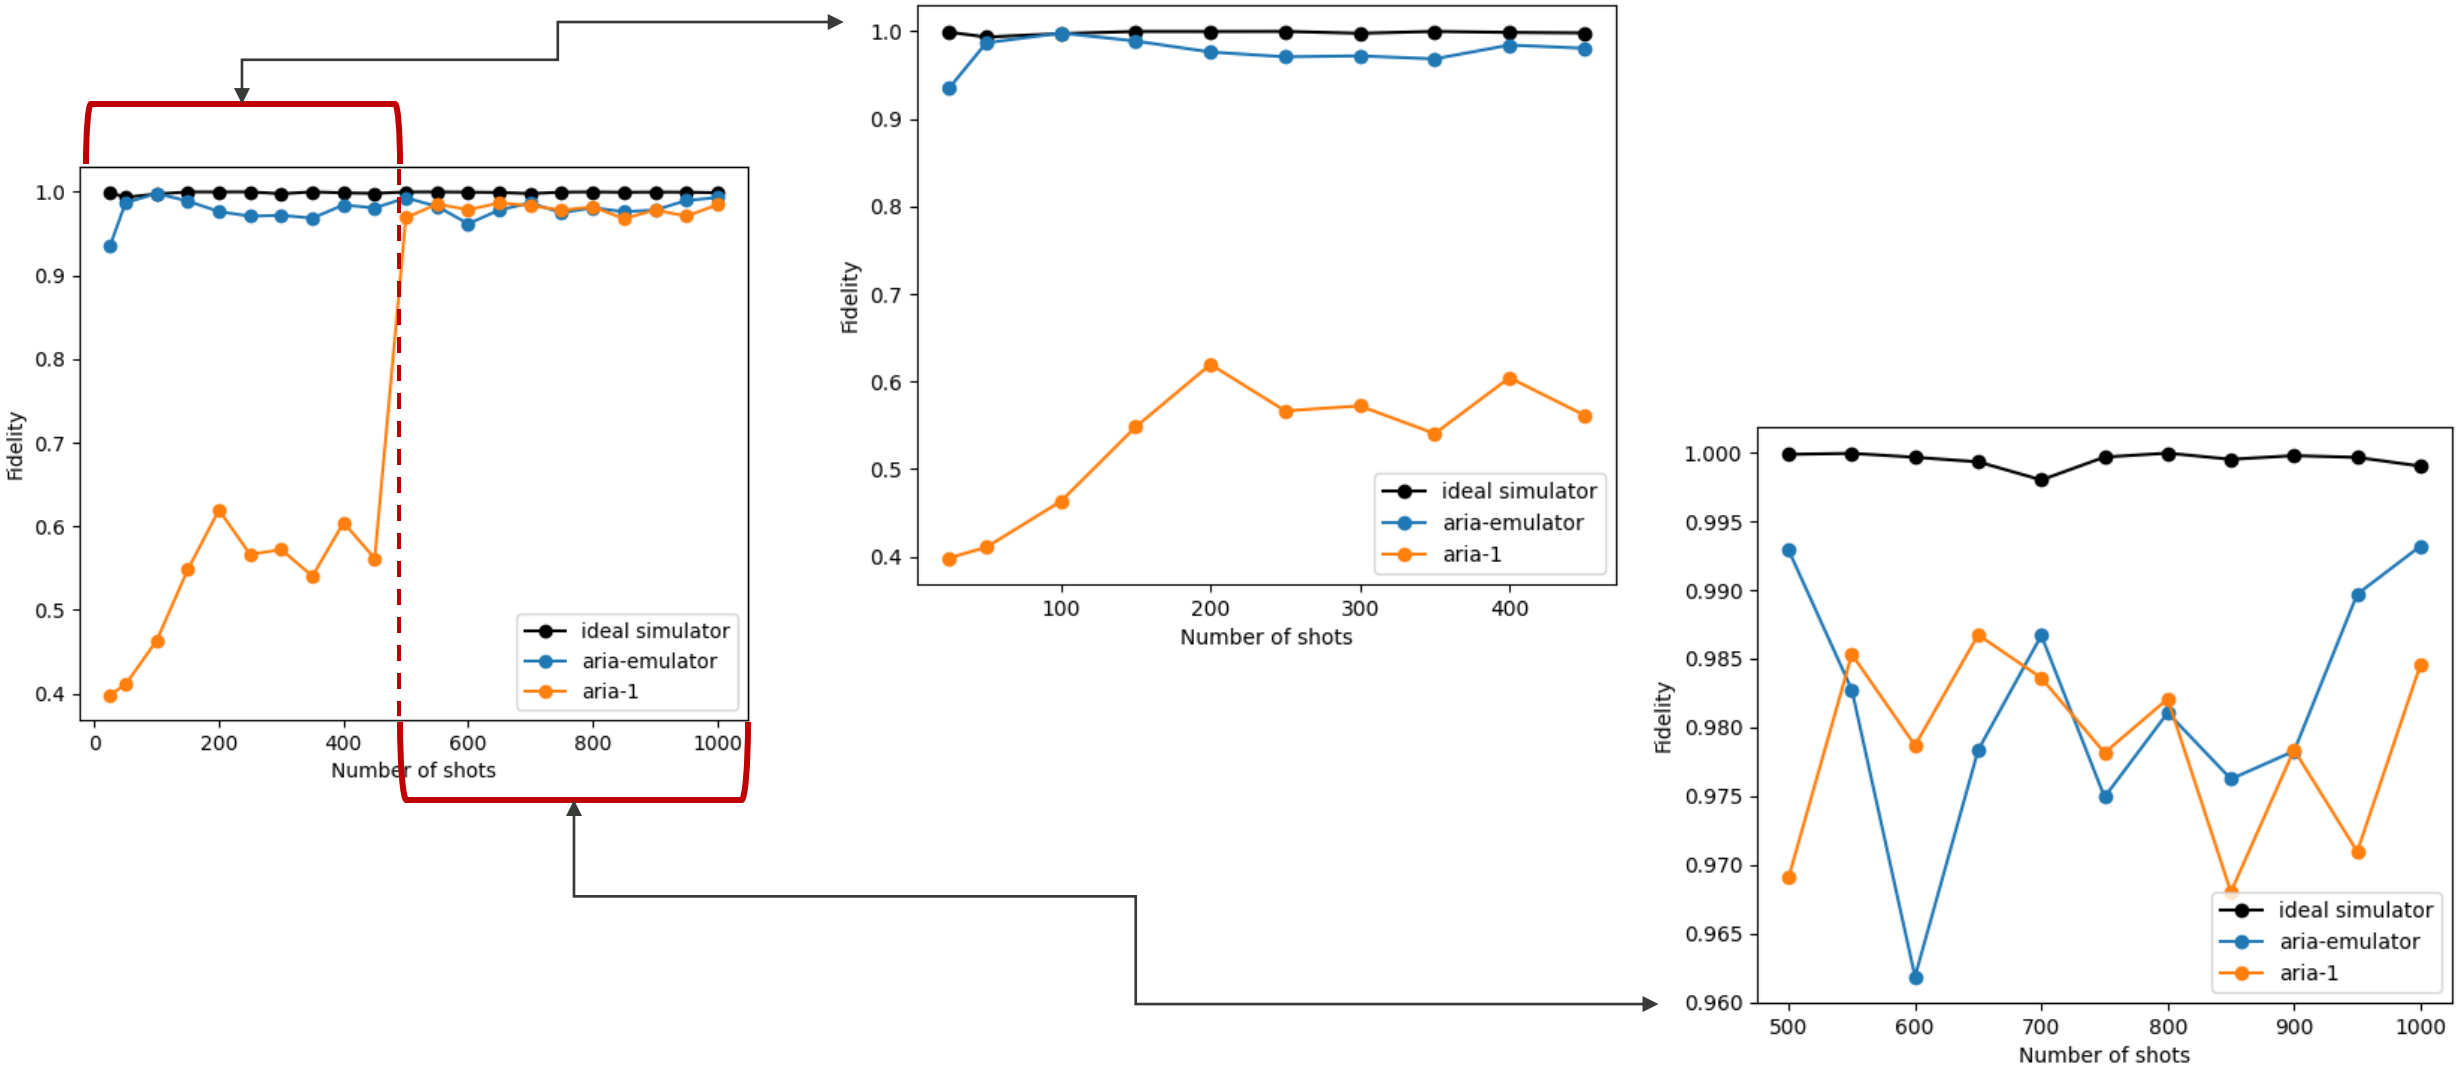 1.0
0.9
0.8
0.7
0.6
0.5
0.4
Fidelity
0
200
400
600
800
1000
Number of shots
ideal simulator
aria-emulator
aria-1
1.0
0.9
0.8
0.7
0.6
0.5
0.4
Fidelity
100
200
300
400
Number of shots
ideal simulator
aria-emulator
aria-1
1.000
0.995
0.990
0.985
0.980
0.975
0.970
0.965
0.960
Fidelity
500
600
700
800
900
1000
Number of shots
ideal simulator
aria-emulator
aria-1